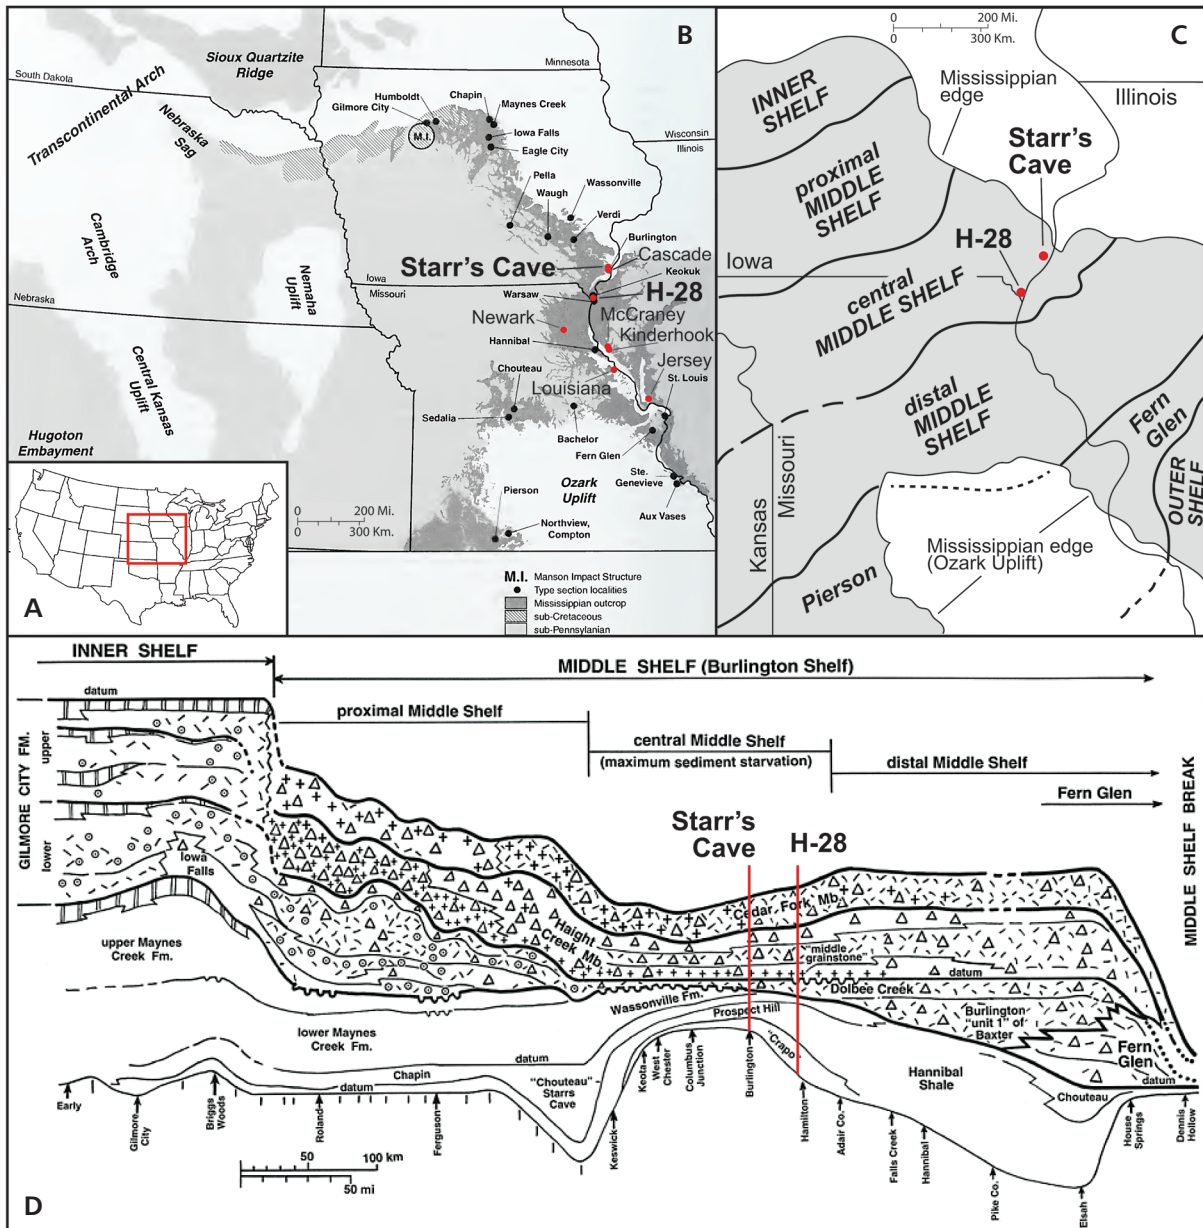 B
Sioux Quartzite
Ridge
Minnesota
South Dakota
Transcontinental Arch
Nebraska
Sag
Humboldt
Gilmore City
M.I.
Chapin
Maynes Creek
Iowa Falls
Eagle City
Wisconsin
Illinois
Pella
Waugh
Wassonville
Verdi
Burlington
Cascade
Starr's Cave
Keokuk
Iowa
Missouri
Warsaw
H-28
Cambridge
Arch
Nemaha
Uplift
Nebraska
Newark
McCraney
Kinderhook
Hannibal
Chouteau
Jersey
St. Louis
Louisiana
Central Kansas
Uplift
Sedalia
Bachelor
Fern Glen
Hugoton
Embayment
Ozark
Uplift
Ste.
Genevieve
Aux Vases
Pierson
Northview,
Compton
0 200 Mi.
0 300 Km.
M.I. Manson Impact Structure
Type section localities
Mississippian outcrop
sub-Cretaceous
sub-Pennsylvanian
A
C
0 200 Mi.
0 300 Km.
INNER
SHELF
Mississippian
edge
Illinois
Starr's
Cave
proximal
MIDDLE
SHELF
H-28
Iowa
central
MIDDLE SHELF
distal
MIDDLE
SHELF
Fern
Glen
OUTER
SHELF
Kansas
Missouri
Mississippian edge
(Ozark Uplift)
Pierson
D
INNER SHELF
MIDDLE SHELF (Burlington Shelf)
datum
proximal Middle Shelf
central Middle Shelf
(maximum sediment starvation)
distal Middle Shelf
Fern Glen
MIDDLE SHELF BREAK
GILMORE CITY FM.
upper
lower
Starr's
Cave
H-28
Iowa
Falls
Cedar Fork Mb.
Haight
Creek Mb.
"middle
grainstone"
datum
Dolbee Creek
upper Maynes
Creek Fm.
Wassonville Fm.
Prospect Hill
Burlington
"unit 1" of
Baxter
lower Maynes
Creek Fm.
"Crapo"
Fern
Glen
datum
Hannibal
Shale
datum
Chapin
datum
"Chouteau"
Starrs
Cave
Chouteau
Early
Gilmore
City
Briggs
Woods
Roland
Ferguson
Keswick
Keota
West
Chester
Columbus
Junction
Burlington
Hamilton
Adair Co.
Falls Creek
Hannibal
Pike Co.
Elsah
House
Springs
Dennis
Hollow
50 100 km
50 mi